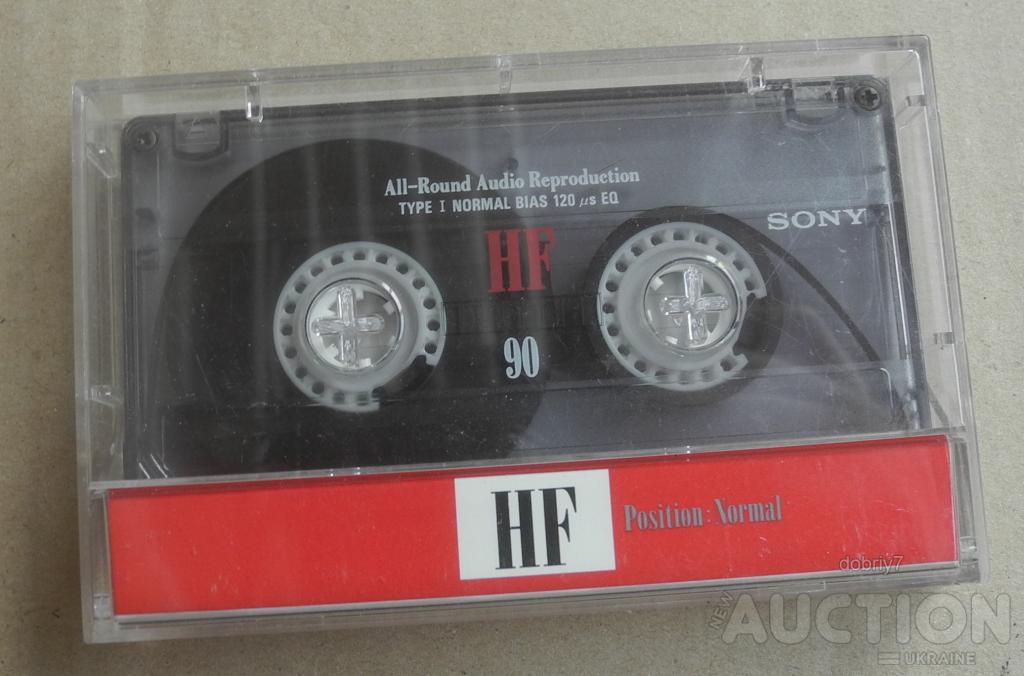 All-Round Audio Reproduction
TYPE I NORMAL BIAS 120 µs EQ
SONY
HF
90
HF
Position: Normal
dobriy7
NEW AUCTION
UKRAINE